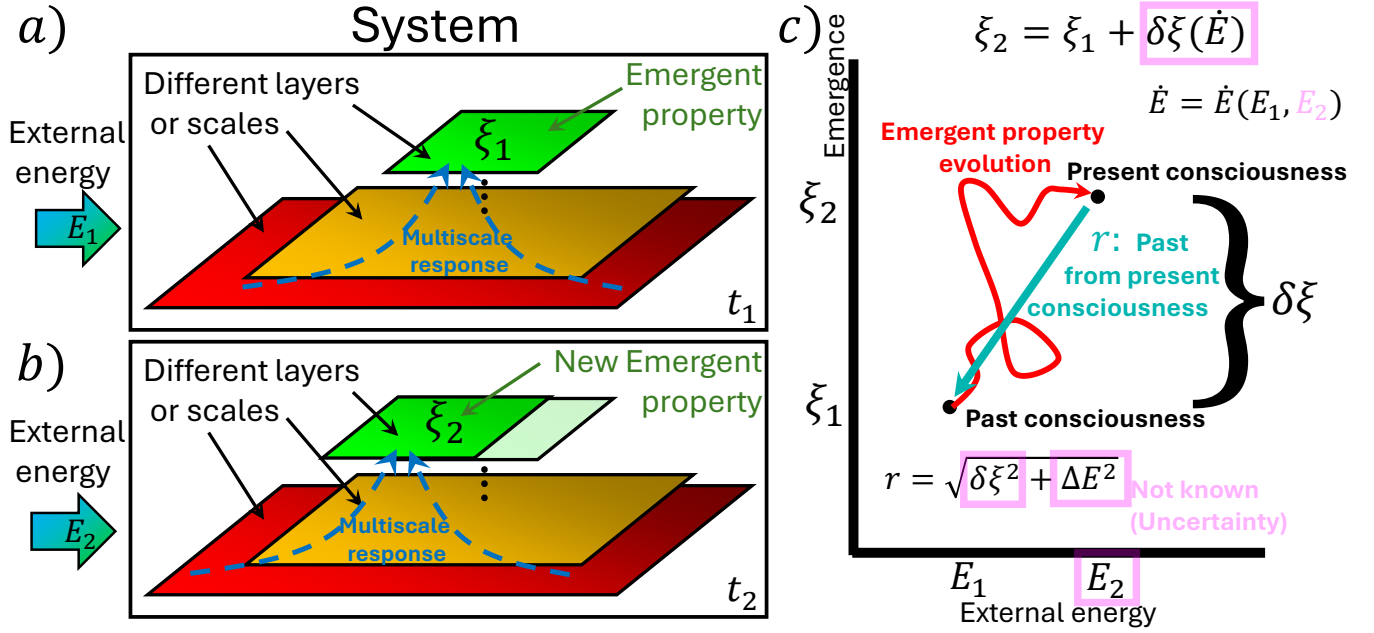 a)
System
Different layers
or scales
Emergent
property
External
energy
E₁
ξ₁
Multiscale
response
t₁
b)
Different layers
or scales
New Emergent
property
External
energy
E₂
ξ₂
Multiscale
response
t₂
c)
ξ₂ = ξ₁ + δξ(Ė)
Ė = Ė(E₁, E₂)
Emergence
Emergent property
evolution
Present consciousness
ξ₂
r: Past
from present
consciousness
δξ
ξ₁
Past consciousness
r = √δξ² + ΔE²
Not known
(Uncertainty)
E₁
E₂
External energy